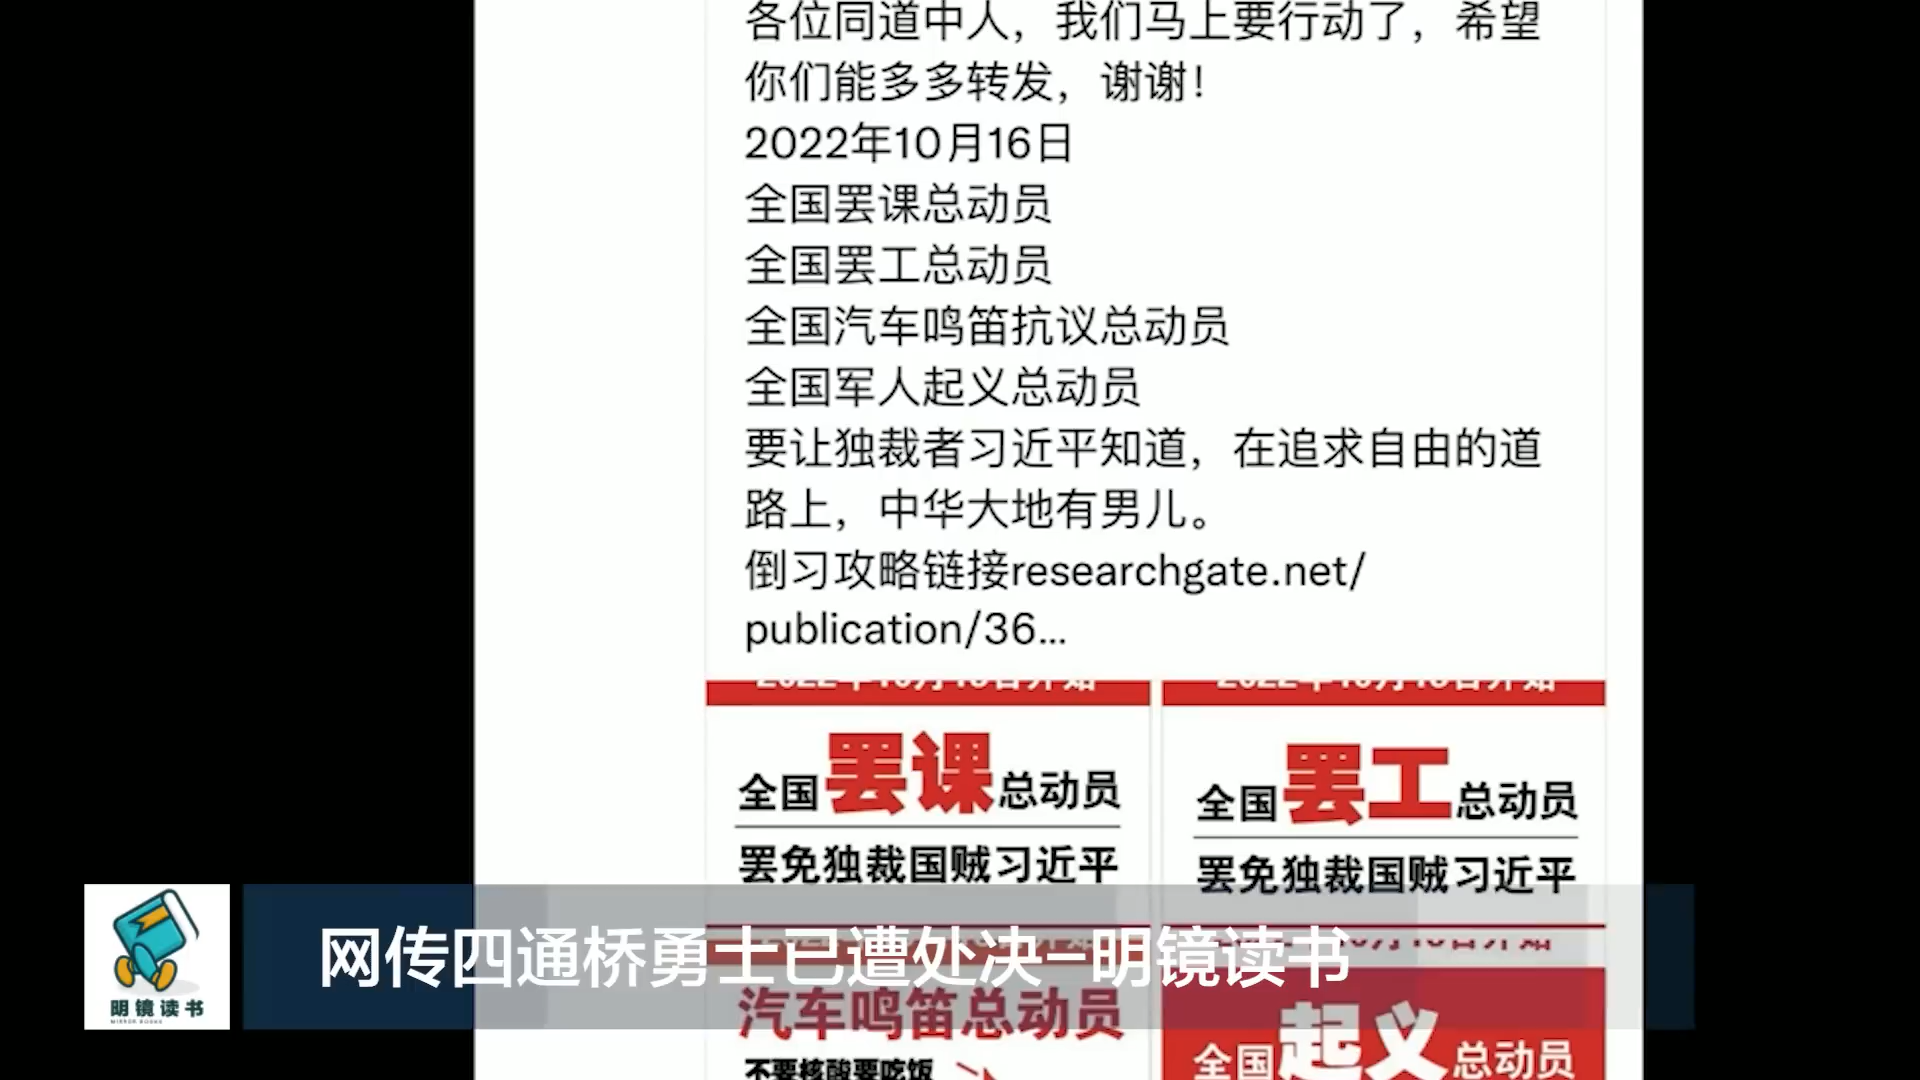 各位同道中人，我们马上要行动了，希望
你们能多多转发，谢谢！
2022年10月16日
全国罢课总动员
全国罢工总动员
全国汽车鸣笛抗议总动员
全国军人起义总动员
要让独裁者习近平知道，在追求自由的道
路上，中华大地有男儿。
倒习攻略链接researchgate.net/
publication/36...
全国罢课总动员
罢免独裁国贼习近平
全国罢工总动员
罢免独裁国贼习近平
网传四通桥勇士已遭处决-明镜读书
明镜读书
MIRROR BOOKS
汽车鸣笛总动员
不要核酸要吃饭
全国起义总动员